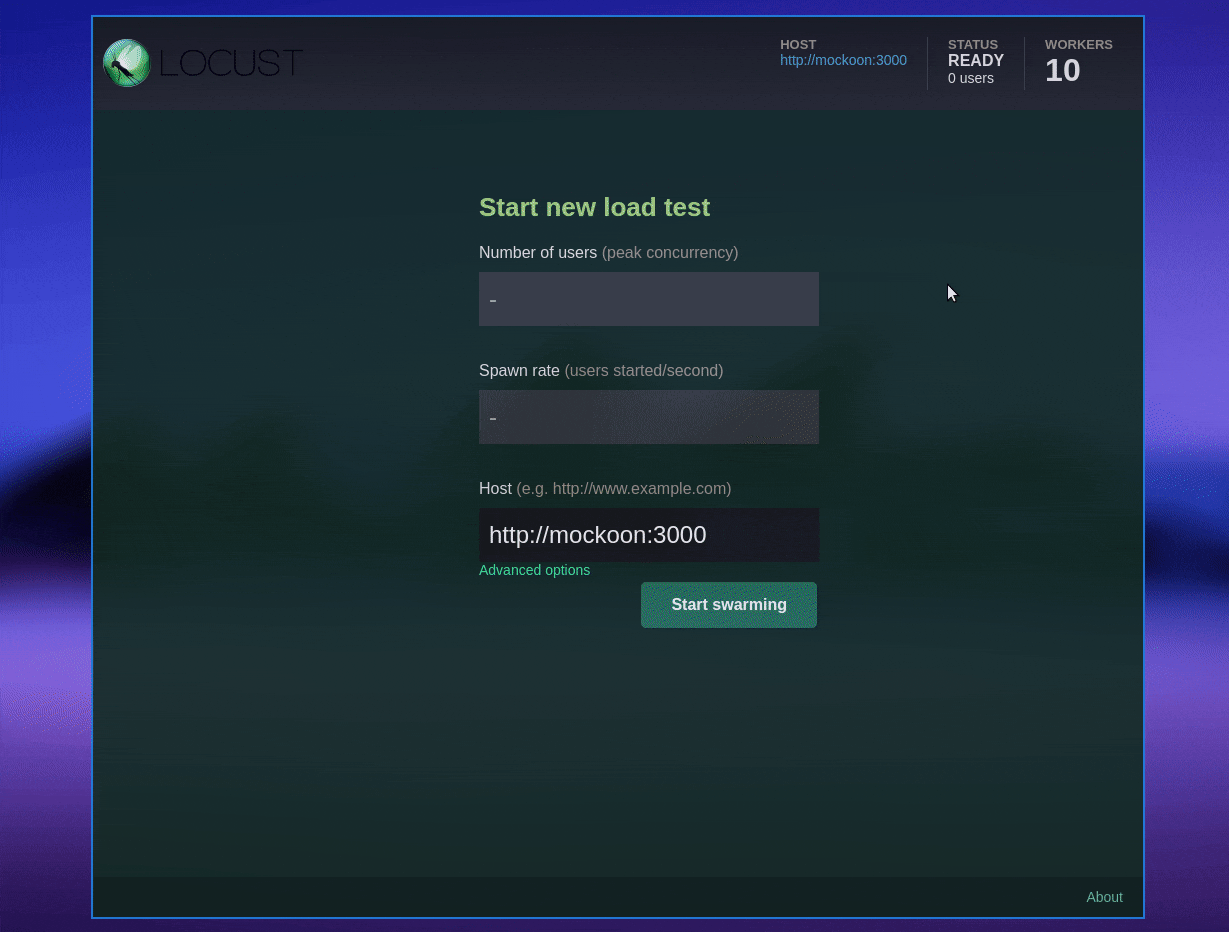 LOCUST
HOST
http://mockoon:3000
STATUS
READY
0 users
WORKERS
10
Start new load test
Number of users (peak concurrency)
-
Spawn rate (users started/second)
-
Host (e.g. http://www.example.com)
http://mockoon:3000
Advanced options
Start swarming
About